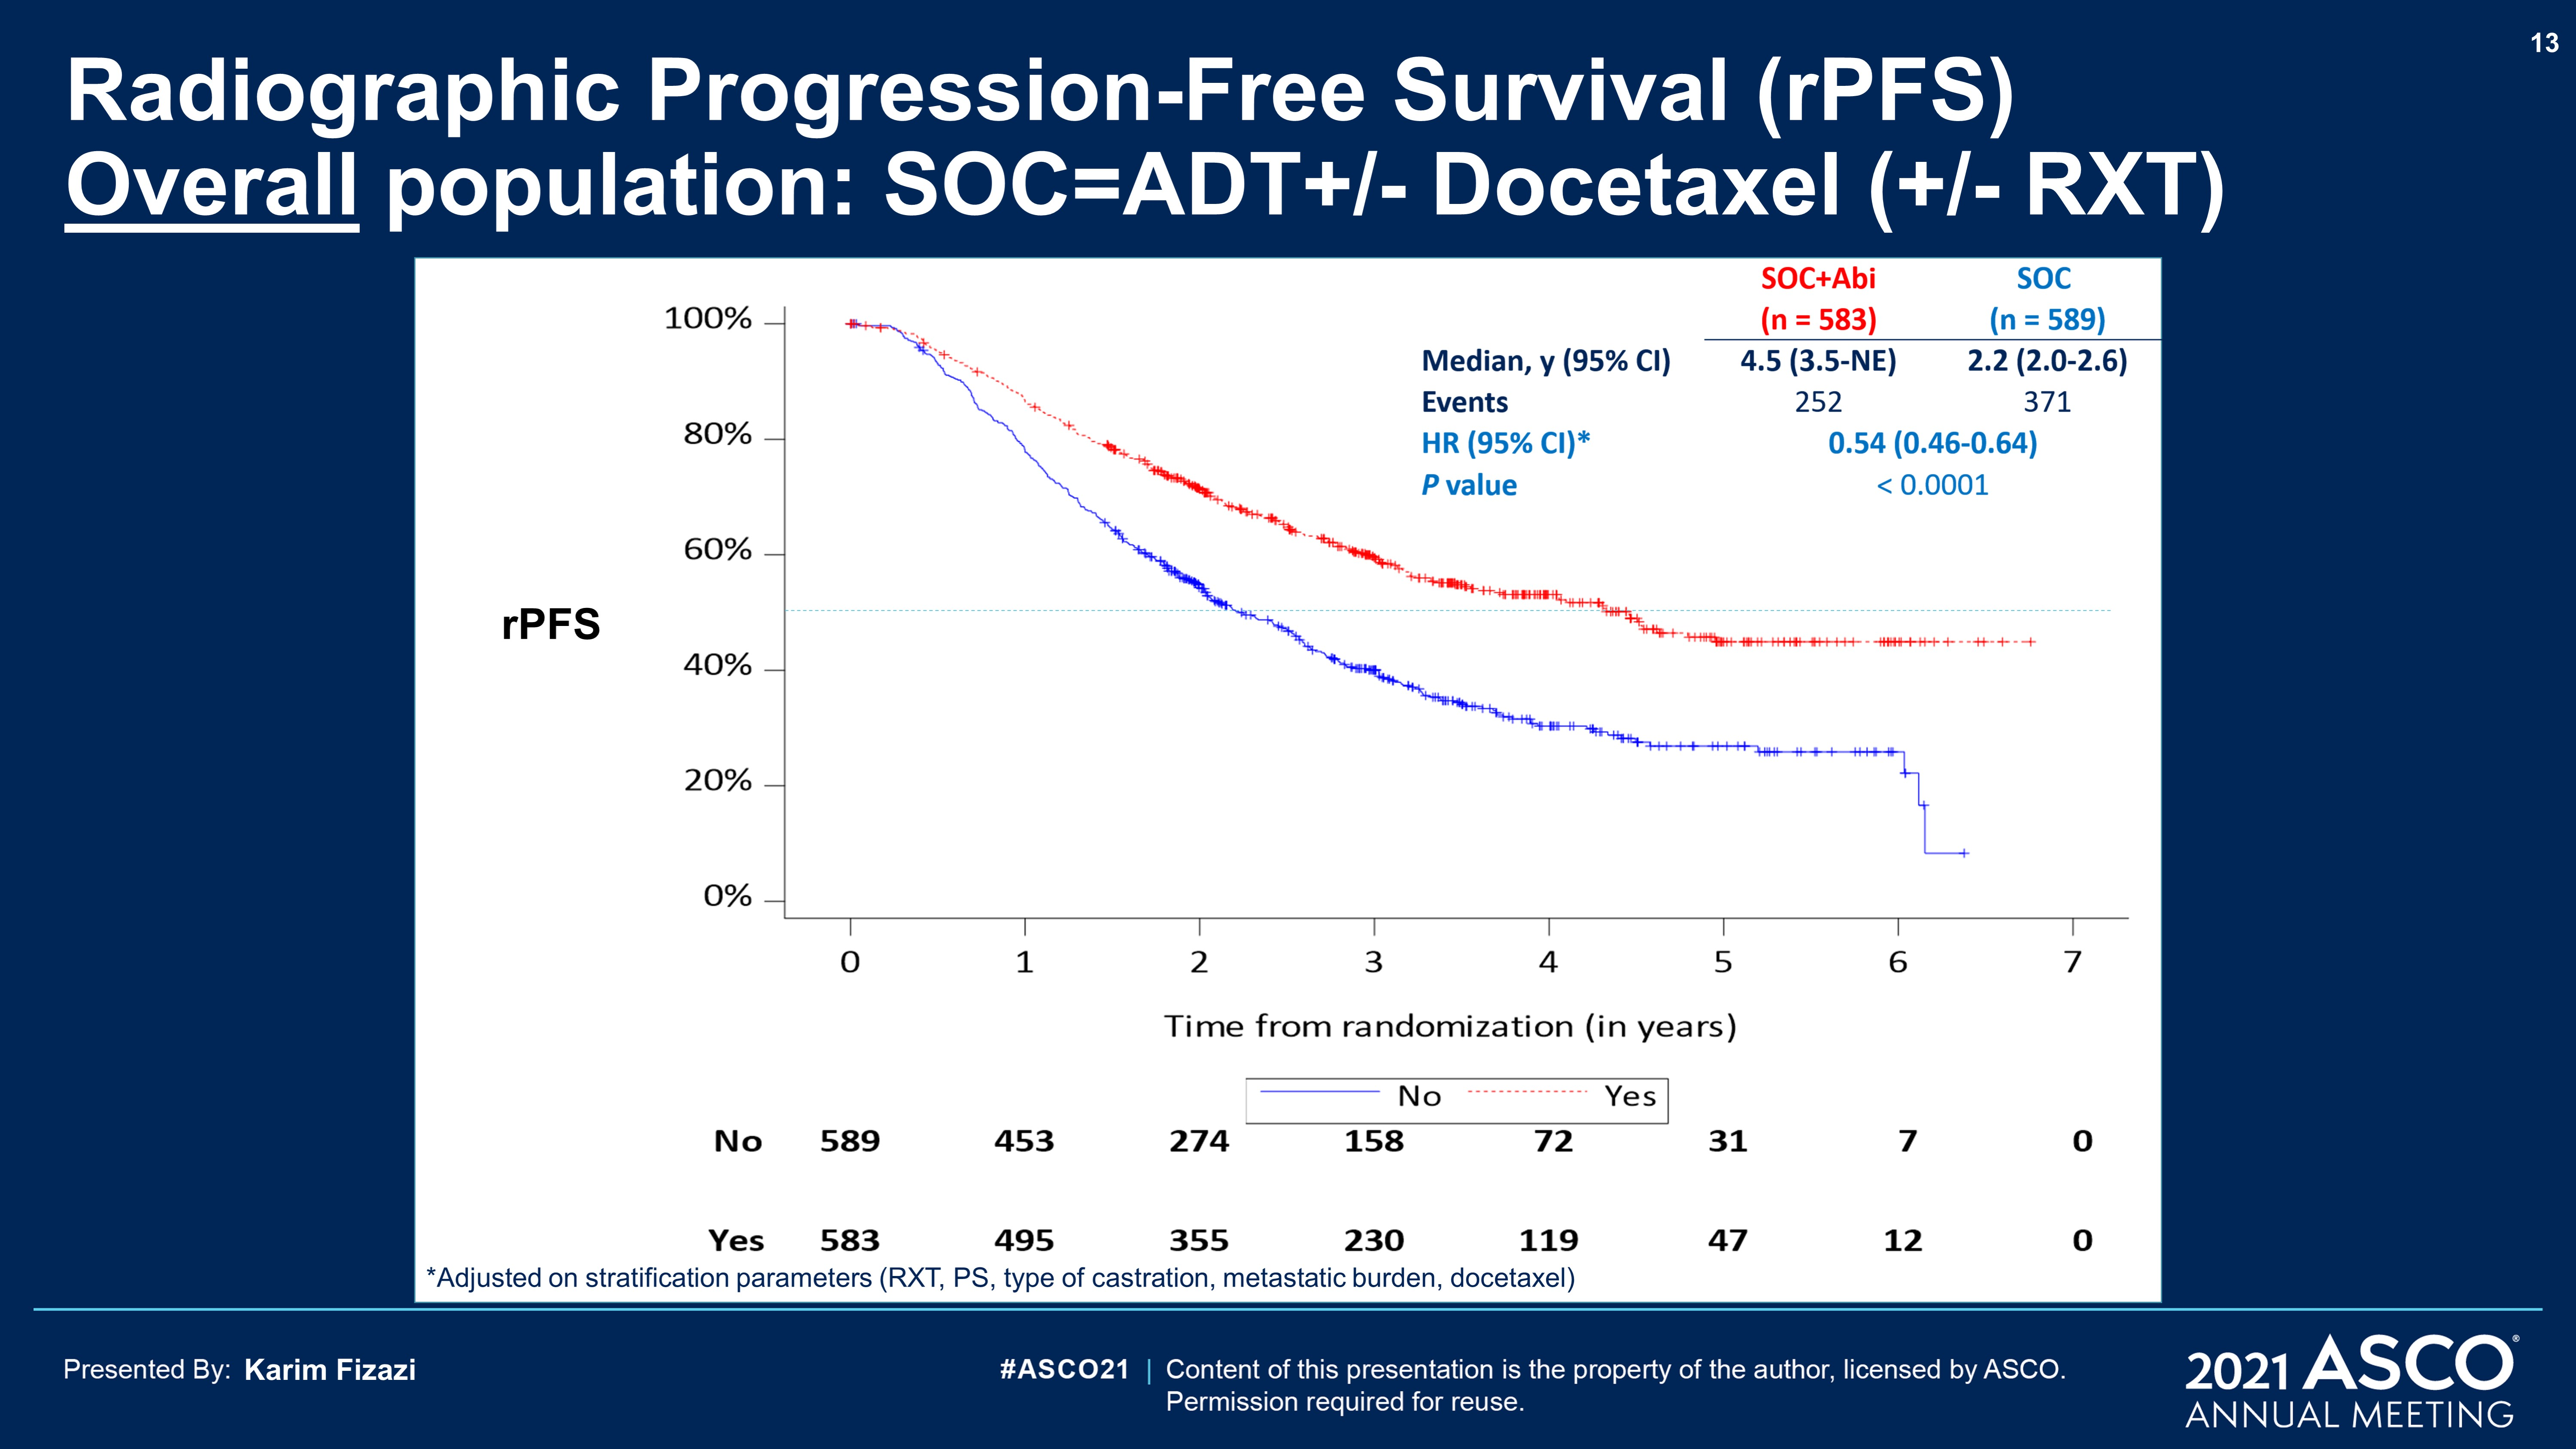 13
Radiographic Progression-Free Survival (rPFS)
Overall population: SOC=ADT+/- Docetaxel (+/- RXT)
SOC+Abi SOC
(n = 583) (n = 589)
Median, y (95% CI) 4.5 (3.5-NE) 2.2 (2.0-2.6)
Events 252 371
HR (95% CI)* 0.54 (0.46-0.64)
P value < 0.0001
100%
80%
60%
rPFS
40%
20%
0%
0 1 2 3 4 5 6 7
Time from randomization (in years)
No Yes
No 589 453 274 158 72 31 7 0
Yes 583 495 355 230 119 47 12 0
*Adjusted on stratification parameters (RXT, PS, type of castration, metastatic burden, docetaxel)
Presented By: Karim Fizazi
#ASCO21 | Content of this presentation is the property of the author, licensed by ASCO.
Permission required for reuse.
2021 ASCO®
ANNUAL MEETING